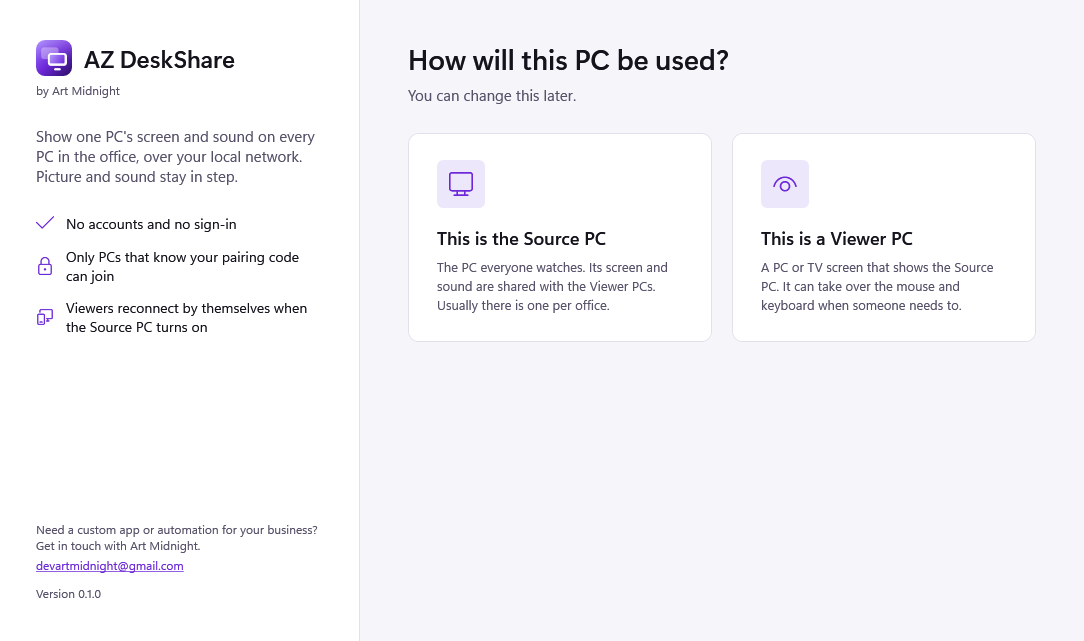 AZ DeskShare
by Art Midnight
Show one PC's screen and sound on every
PC in the office, over your local network.
Picture and sound stay in step.
No accounts and no sign-in
Only PCs that know your pairing code
can join
Viewers reconnect by themselves when
the Source PC turns on
Need a custom app or automation for your business?
Get in touch with Art Midnight.
devartmidnight@gmail.com
Version 0.1.0
How will this PC be used?
You can change this later.
This is the Source PC
The PC everyone watches. Its screen and
sound are shared with the Viewer PCs.
Usually there is one per office.
This is a Viewer PC
A PC or TV screen that shows the Source
PC. It can take over the mouse and
keyboard when someone needs to.